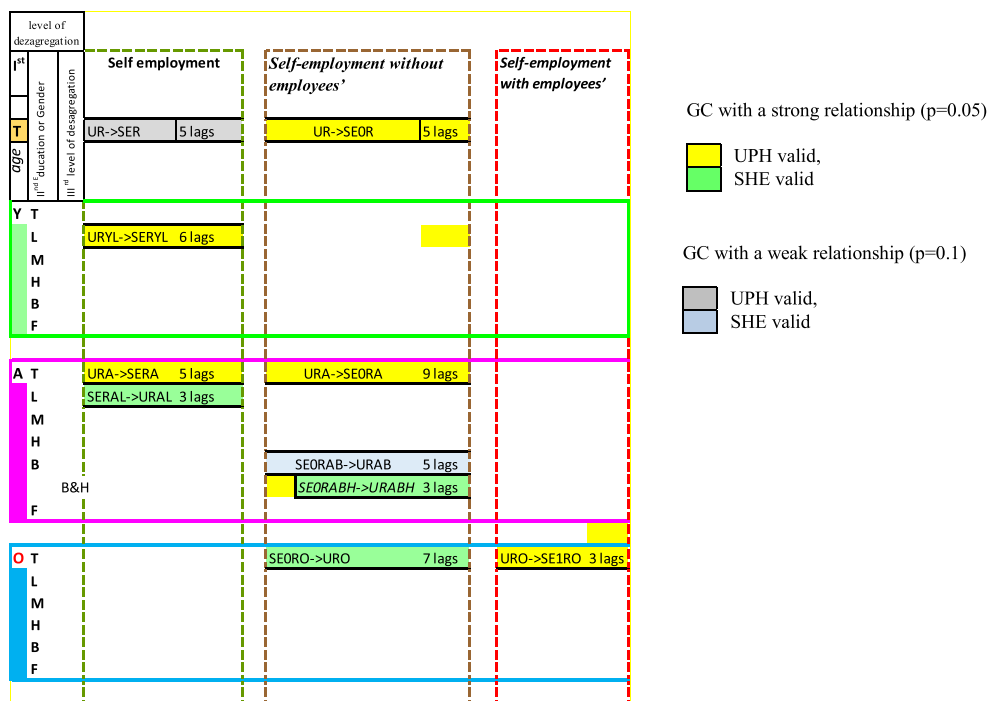 level of
dezagregation
Ist
IInd Education or Gender
IIIrd level of desagregation
Self employment
Self-employment without
employees’
Self-employment
with employees’
T
UR->SER 5 lags
UR->SE0R 5 lags
age
Y T
L URYL->SERYL 6 lags
M
H
B
F
A T URA->SERA 5 lags URA->SE0RA 9 lags
L SERAL->URAL 3 lags
M
H
B SE0RAB->URAB 5 lags
B&H SE0RABH->URABH 3 lags
F
O T SE0RO->URO 7 lags URO->SE1RO 3 lags
L
M
H
B
F
GC with a strong relationship (p=0.05)
UPH valid,
SHE valid
GC with a weak relationship (p=0.1)
UPH valid,
SHE valid